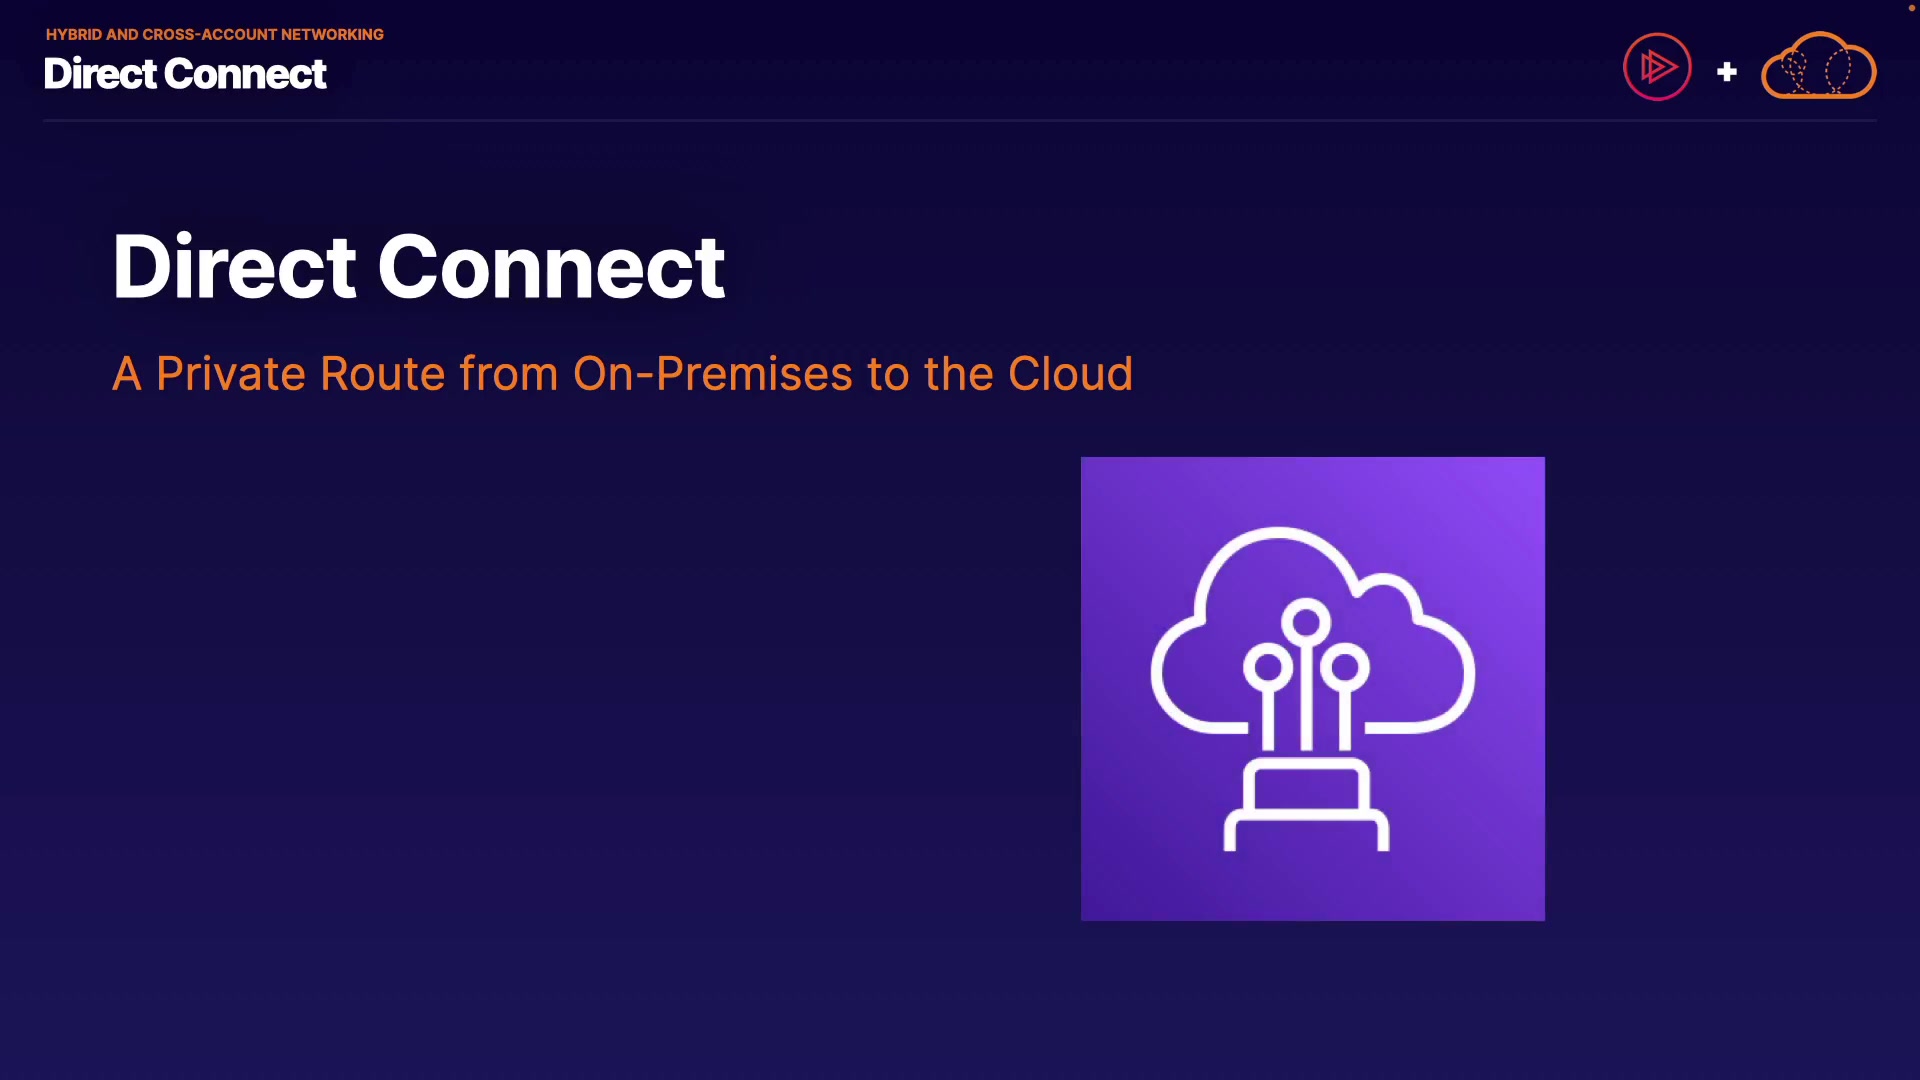 HYBRID AND CROSS-ACCOUNT NETWORKING
Direct Connect
Direct Connect
A Private Route from On-Premises to the Cloud